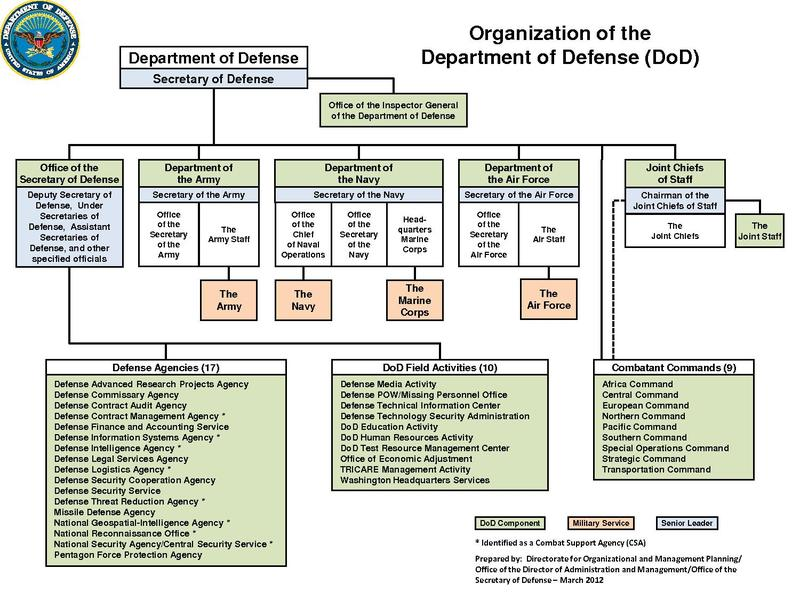 DEPARTMENT OF DEFENSE
UNITED STATES OF AMERICA
Organization of the
Department of Defense (DoD)
Department of Defense
Secretary of Defense
Office of the Inspector General
of the Department of Defense
Office of the
Secretary of Defense
Deputy Secretary of
Defense, Under
Secretaries of
Defense, Assistant
Secretaries of
Defense, and other
specified officials
Department of
the Army
Secretary of the Army
Office
of the
Secretary
of the
Army
The
Army Staff
The
Army
Department of
the Navy
Secretary of the Navy
Office
of the
Chief
of Naval
Operations
Office
of the
Secretary
of the
Navy
Head-
quarters
Marine
Corps
The
Navy
The
Marine
Corps
Department of
the Air Force
Secretary of the Air Force
Office
of the
Secretary
of the
Air Force
The
Air Staff
The
Air Force
Joint Chiefs
of Staff
Chairman of the
Joint Chiefs of Staff
The
Joint Chiefs
The
Joint Staff
Defense Agencies (17)
Defense Advanced Research Projects Agency
Defense Commissary Agency
Defense Contract Audit Agency
Defense Contract Management Agency *
Defense Finance and Accounting Service
Defense Information Systems Agency *
Defense Intelligence Agency *
Defense Legal Services Agency
Defense Logistics Agency *
Defense Security Cooperation Agency
Defense Security Service
Defense Threat Reduction Agency *
Missile Defense Agency
National Geospatial-Intelligence Agency *
National Reconnaissance Office *
National Security Agency/Central Security Service *
Pentagon Force Protection Agency
DoD Field Activities (10)
Defense Media Activity
Defense POW/Missing Personnel Office
Defense Technical Information Center
Defense Technology Security Administration
DoD Education Activity
DoD Human Resources Activity
DoD Test Resource Management Center
Office of Economic Adjustment
TRICARE Management Activity
Washington Headquarters Services
Combatant Commands (9)
Africa Command
Central Command
European Command
Northern Command
Pacific Command
Southern Command
Special Operations Command
Strategic Command
Transportation Command
DoD Component
Military Service
Senior Leader
* Identified as a Combat Support Agency (CSA)
Prepared by: Directorate for Organizational and Management Planning/
Office of the Director of Administration and Management/Office of the
Secretary of Defense – March 2012